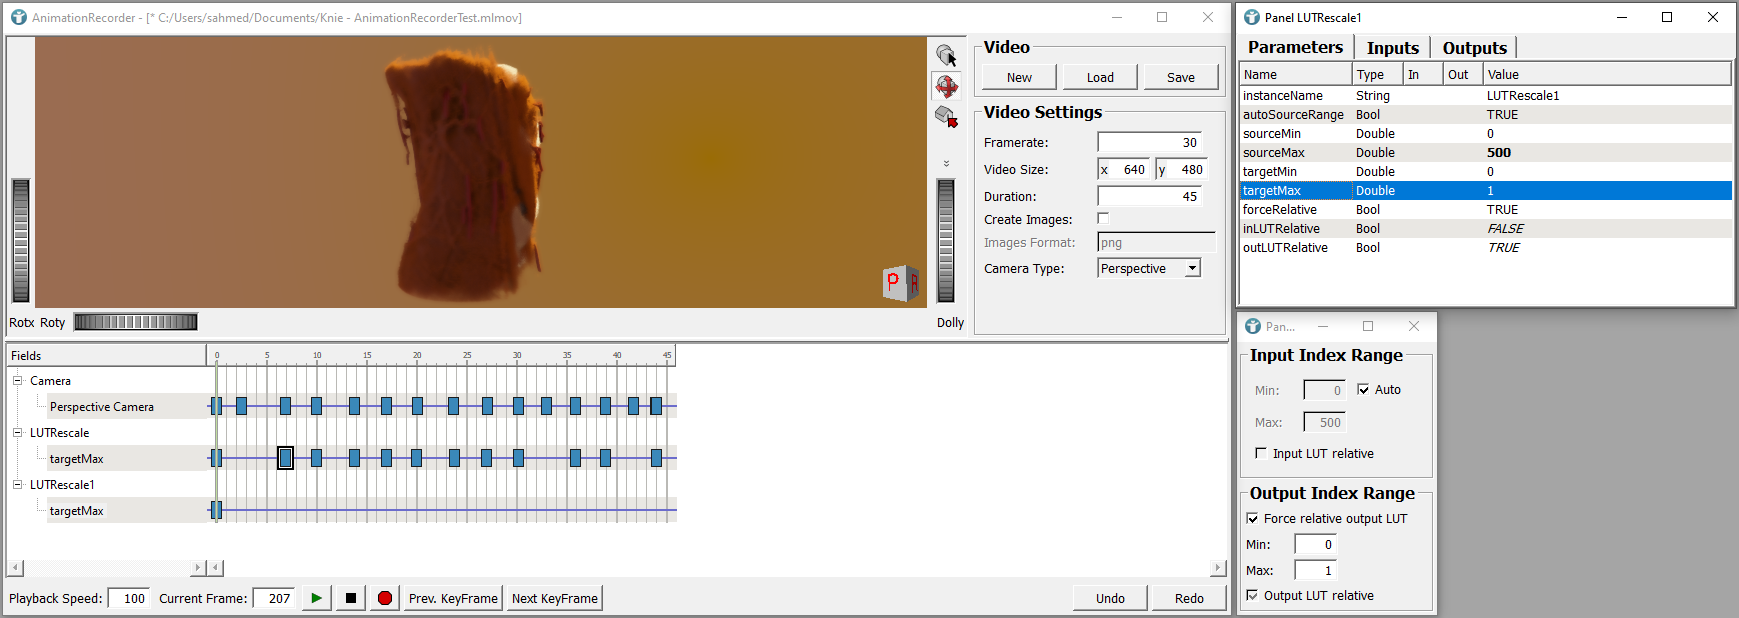 AnimationRecorder - [* C:/Users/sahmed/Documents/Knie - AnimationRecorderTest.mlmov]
P
A
Rotx Roty
Dolly
Video
New Load Save
Video Settings
Framerate: 30
Video Size: x 640 y 480
Duration: 45
Create Images:
Images Format: png
Camera Type: Perspective
Fields
0 5 10 15 20 25 30 35 40 45
Camera
Perspective Camera
LUTRescale
targetMax
LUTRescale1
targetMax
Playback Speed: 100 Current Frame: 207 Prev. KeyFrame Next KeyFrame Undo Redo
Panel LUTRescale1
Parameters Inputs Outputs
Name Type In Out Value
instanceName String LUTRescale1
autoSourceRange Bool TRUE
sourceMin Double 0
sourceMax Double 500
targetMin Double 0
targetMax Double 1
forceRelative Bool TRUE
inLUTRelative Bool FALSE
outLUTRelative Bool TRUE
Pan...
Input Index Range
Min: 0 Auto
Max: 500
Input LUT relative
Output Index Range
Force relative output LUT
Min: 0
Max: 1
Output LUT relative